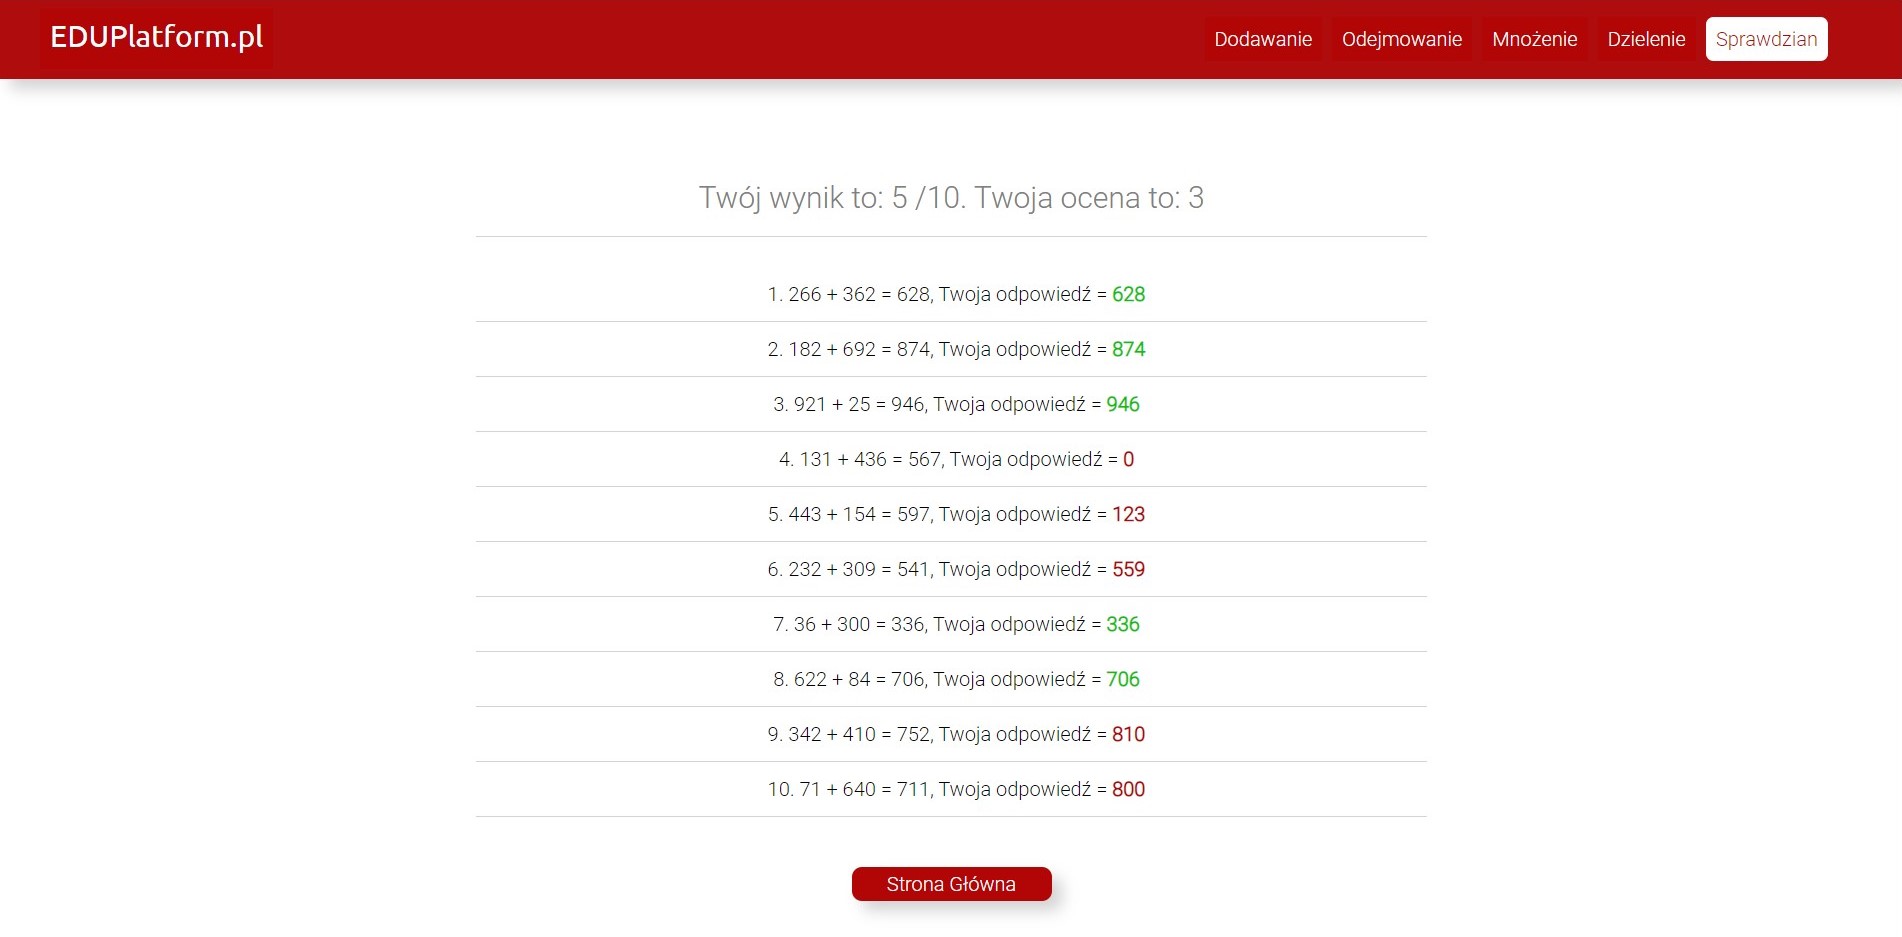 EDUPlatform.pl
Dodawanie Odejmowanie Mnożenie Dzielenie Sprawdzian
Twój wynik to: 5 /10. Twoja ocena to: 3
1. 266 + 362 = 628, Twoja odpowiedź = 628
2. 182 + 692 = 874, Twoja odpowiedź = 874
3. 921 + 25 = 946, Twoja odpowiedź = 946
4. 131 + 436 = 567, Twoja odpowiedź = 0
5. 443 + 154 = 597, Twoja odpowiedź = 123
6. 232 + 309 = 541, Twoja odpowiedź = 559
7. 36 + 300 = 336, Twoja odpowiedź = 336
8. 622 + 84 = 706, Twoja odpowiedź = 706
9. 342 + 410 = 752, Twoja odpowiedź = 810
10. 71 + 640 = 711, Twoja odpowiedź = 800
Strona Główna